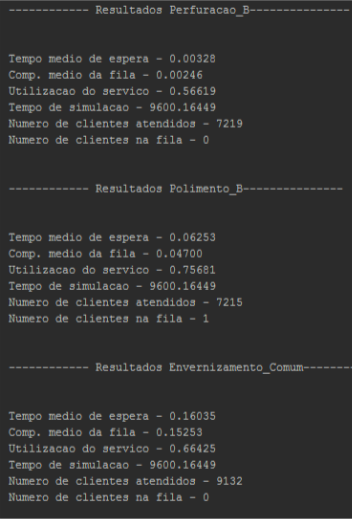 ------------ Resultados Perfuracao_B---------------
Tempo medio de espera - 0.00328
Comp. medio da fila - 0.00246
Utilizacao do servico - 0.56619
Tempo de simulacao - 9600.16449
Numero de clientes atendidos - 7219
Numero de clientes na fila - 0
------------ Resultados Polimento_B---------------
Tempo medio de espera - 0.06253
Comp. medio da fila - 0.04700
Utilizacao do servico - 0.75681
Tempo de simulacao - 9600.16449
Numero de clientes atendidos - 7215
Numero de clientes na fila - 1
------------ Resultados Envernizamento_Comum-------
Tempo medio de espera - 0.16035
Comp. medio da fila - 0.15253
Utilizacao do servico - 0.66425
Tempo de simulacao - 9600.16449
Numero de clientes atendidos - 9132
Numero de clientes na fila - 0